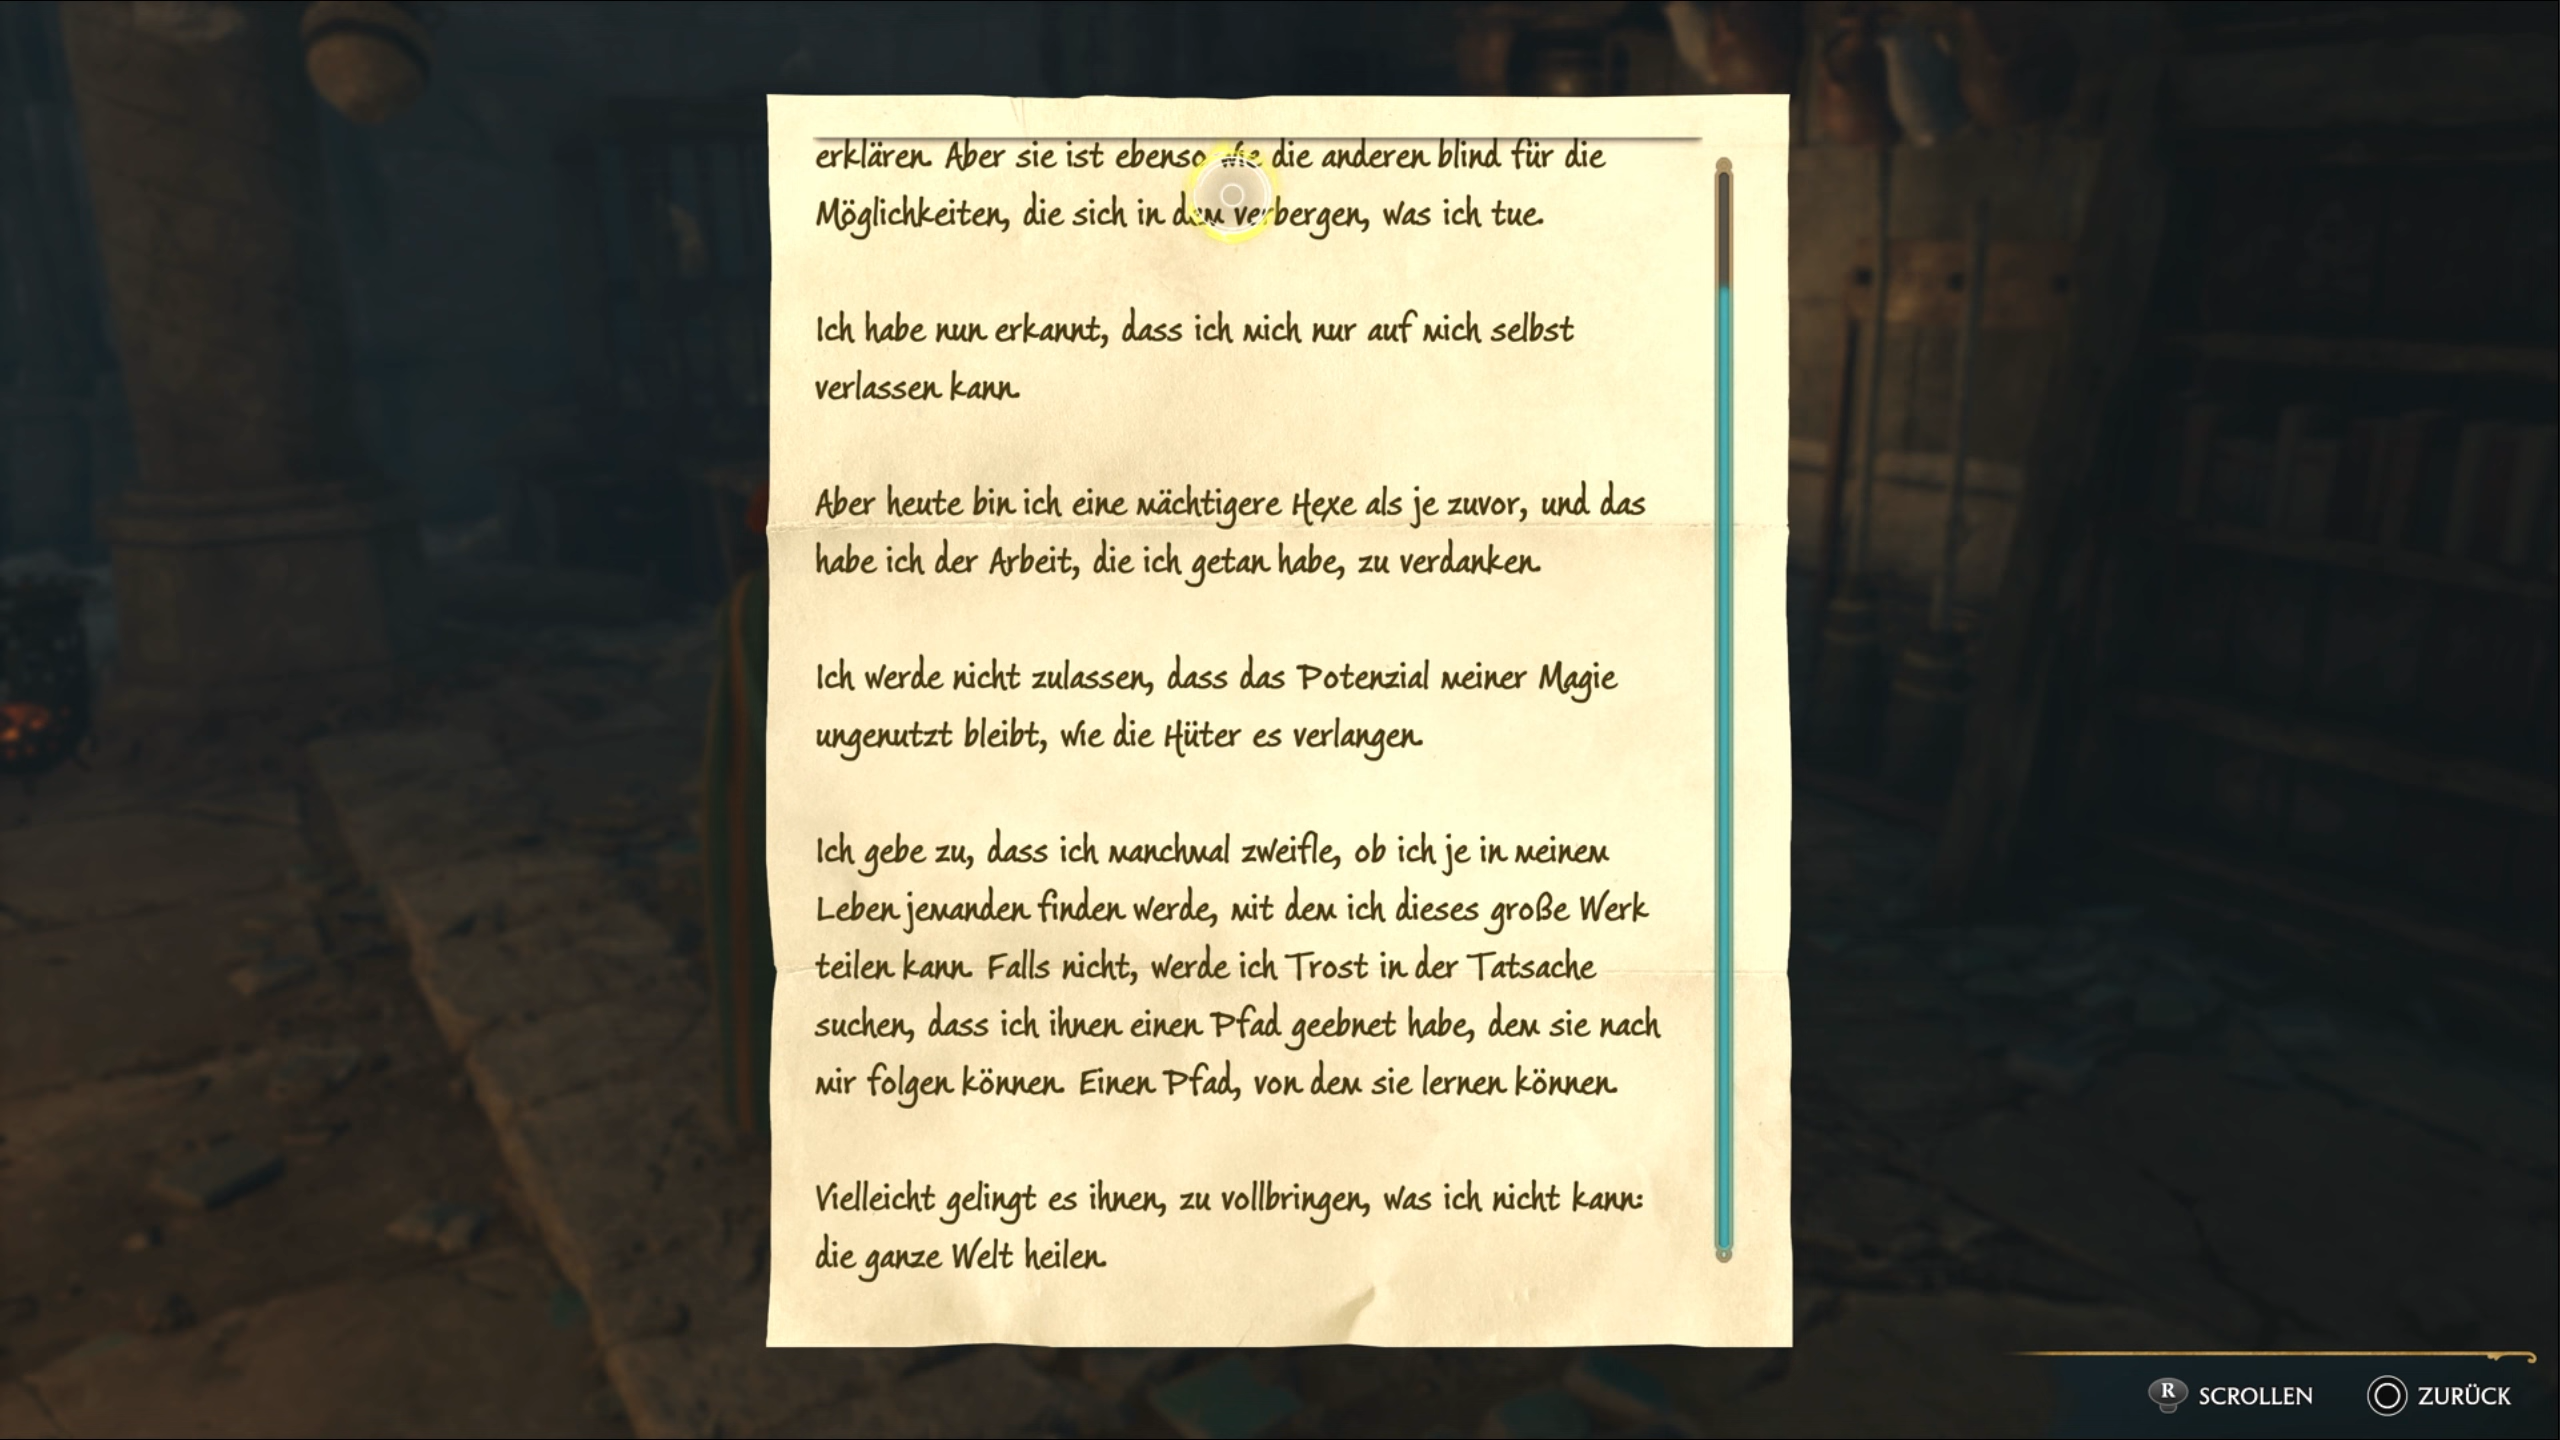 erklären. Aber sie ist ebenso wie die anderen blind für die
Möglichkeiten, die sich in dem verbergen, was ich tue.
Ich habe nun erkannt, dass ich mich nur auf mich selbst
verlassen kann.
Aber heute bin ich eine mächtigere Hexe als je zuvor, und das
habe ich der Arbeit, die ich getan habe, zu verdanken.
Ich werde nicht zulassen, dass das Potenzial meiner Magie
ungenutzt bleibt, wie die Hüter es verlangen.
Ich gebe zu, dass ich manchmal zweifle, ob ich je in meinem
Leben jemanden finden werde, mit dem ich dieses große Werk
teilen kann. Falls nicht, werde ich Trost in der Tatsache
suchen, dass ich ihnen einen Pfad geebnet habe, dem sie nach
mir folgen können. Einen Pfad, von dem sie lernen können.
Vielleicht gelingt es ihnen, zu vollbringen, was ich nicht kann:
die ganze Welt heilen.
R SCROLLEN ZURÜCK